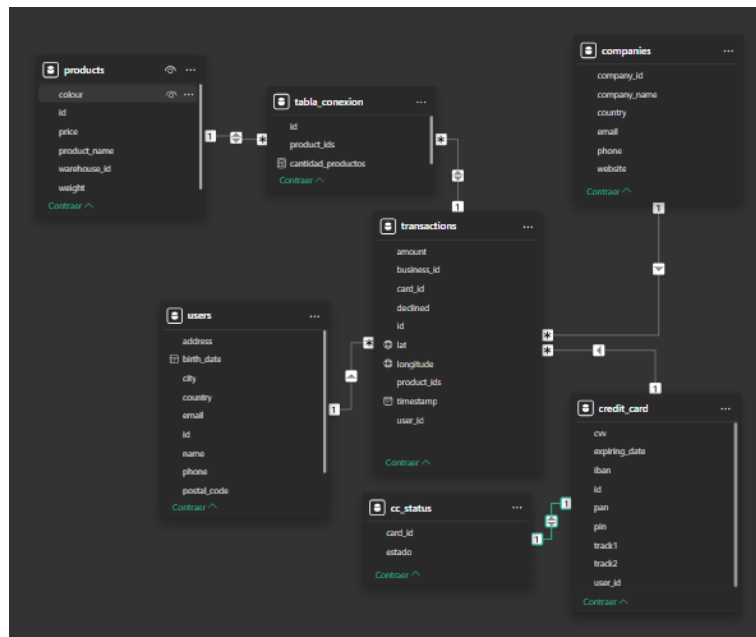 products
colour
id
price
product_name
warehouse_id
weight
Contraer
tabla_conexion
id
product_ids
cantidad_productos
Contraer
companies
company_id
company_name
country
email
phone
website
Contraer
1
*
*
1
1
transactions
amount
business_id
card_id
declined
id
lat
longitude
product_ids
timestamp
user_id
Contraer
users
address
birth_date
city
country
email
id
name
phone
postal_code
Contraer
*
1
*
*
1
credit_card
cvv
expiring_date
iban
id
pan
pin
track1
track2
user_id
Contraer
cc_status
card_id
estado
Contraer
1
1